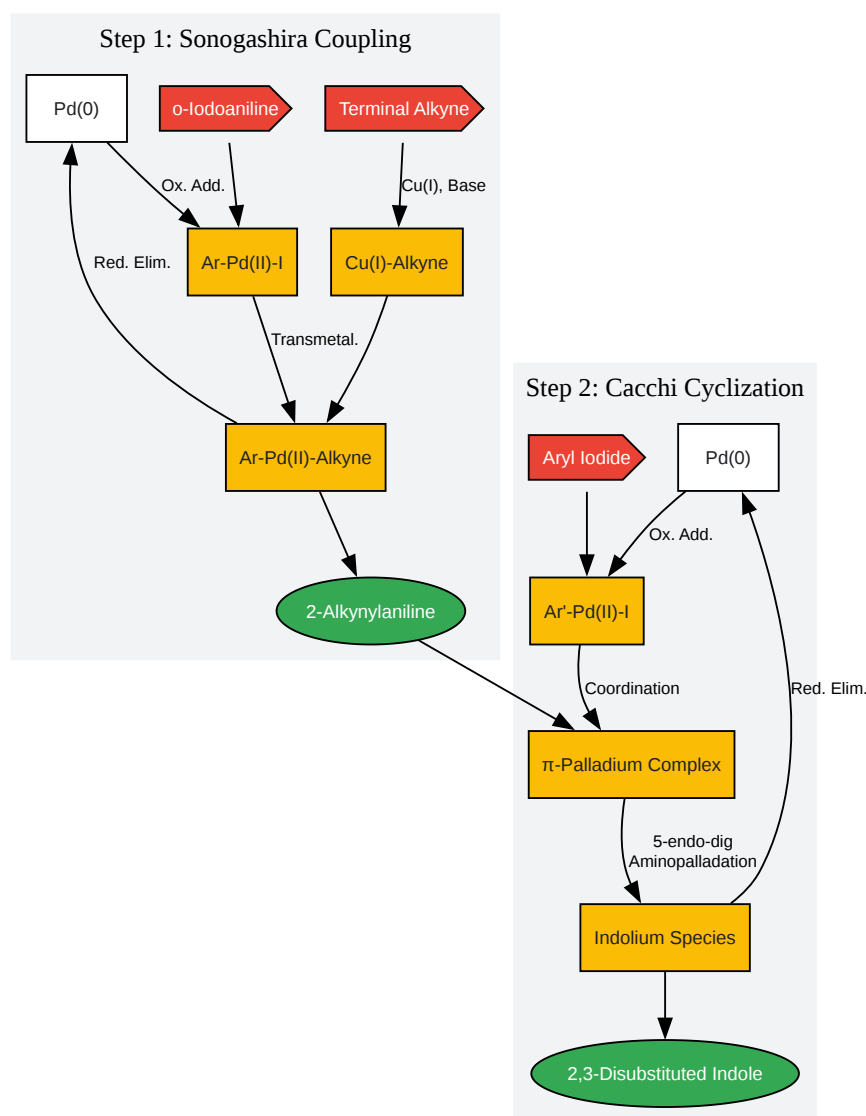 Step 1: Sonogashira Coupling
Pd(0)
o-Iodoaniline
Terminal Alkyne
Ox. Add.
Cu(I), Base
Red. Elim.
Ar-Pd(II)-I
Cu(I)-Alkyne
Transmetal.
Ar-Pd(II)-Alkyne
2-Alkynylaniline
Step 2: Cacchi Cyclization
Aryl Iodide
Pd(0)
Ox. Add.
Ar'-Pd(II)-I
Coordination
Red. Elim.
π-Palladium Complex
5-endo-dig
Aminopalladation
Indolium Species
2,3-Disubstituted Indole